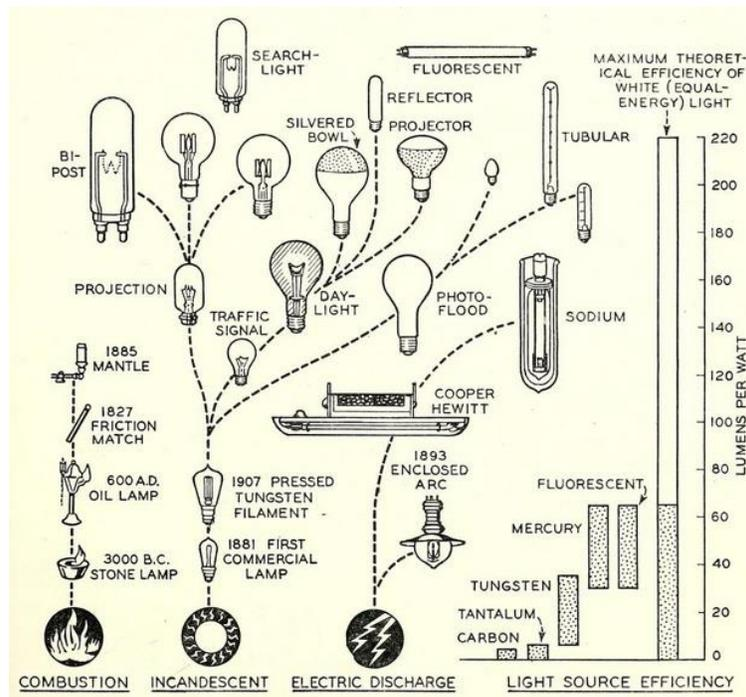 SEARCH-
LIGHT
FLUORESCENT
MAXIMUM THEORET-
ICAL EFFICIENCY OF
WHITE (EQUAL-
ENERGY) LIGHT
BI-
POST
SILVERED
BOWL
REFLECTOR
PROJECTOR
TUBULAR
PROJECTION
TRAFFIC
SIGNAL
DAY-
LIGHT
PHOTO-
FLOOD
SODIUM
1885
MANTLE
1827
FRICTION
MATCH
600 A.D.
OIL LAMP
3000 B.C.
STONE LAMP
1907 PRESSED
TUNGSTEN
FILAMENT
1881 FIRST
COMMERCIAL
LAMP
COOPER
HEWITT
1893
ENCLOSED
ARC
FLUORESCENT
MERCURY
TUNGSTEN
TANTALUM
CARBON
220
200
180
160
140
120
100
80
60
40
20
0
LUMENS PER WATT
COMBUSTION
INCANDESCENT
ELECTRIC DISCHARGE
LIGHT SOURCE EFFICIENCY